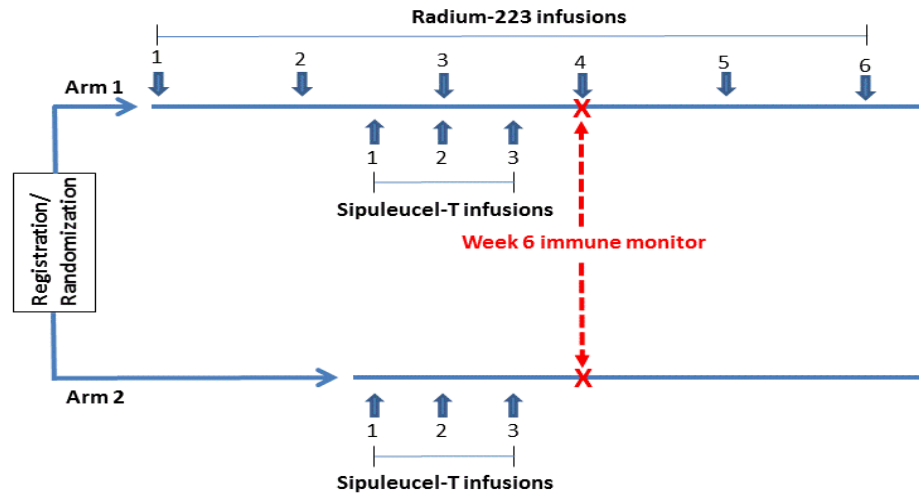 Radium-223 infusions
1 2 3 4 5 6
Arm 1
1 2 3
Sipuleucel-T infusions
Registration/
Randomization
X
Week 6 immune monitor
X
Arm 2
1 2 3
Sipuleucel-T infusions